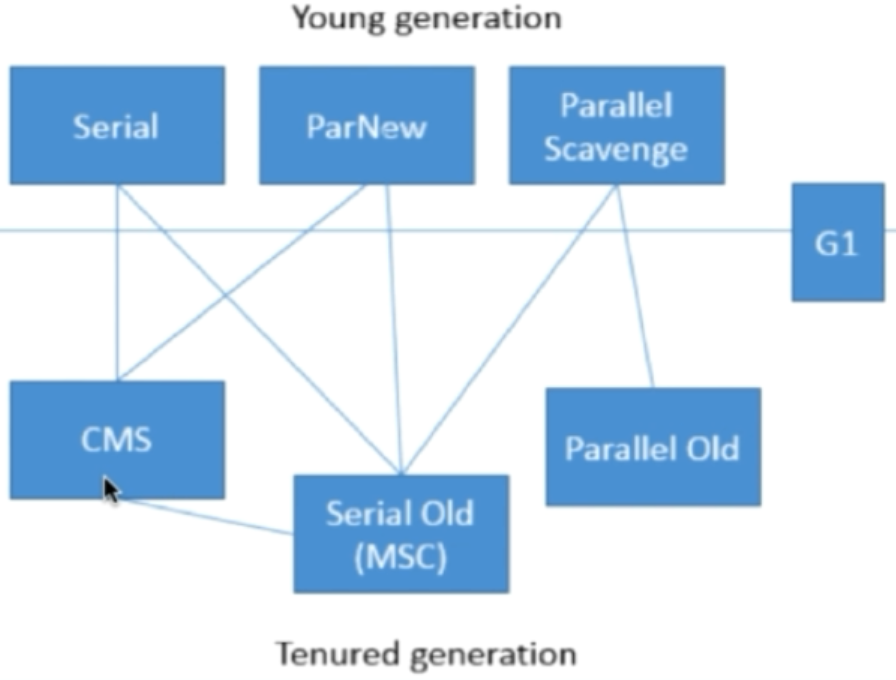 Young generation
Serial
ParNew
Parallel
Scavenge
G1
CMS
Parallel Old
Serial Old
(MSC)
Tenured generation